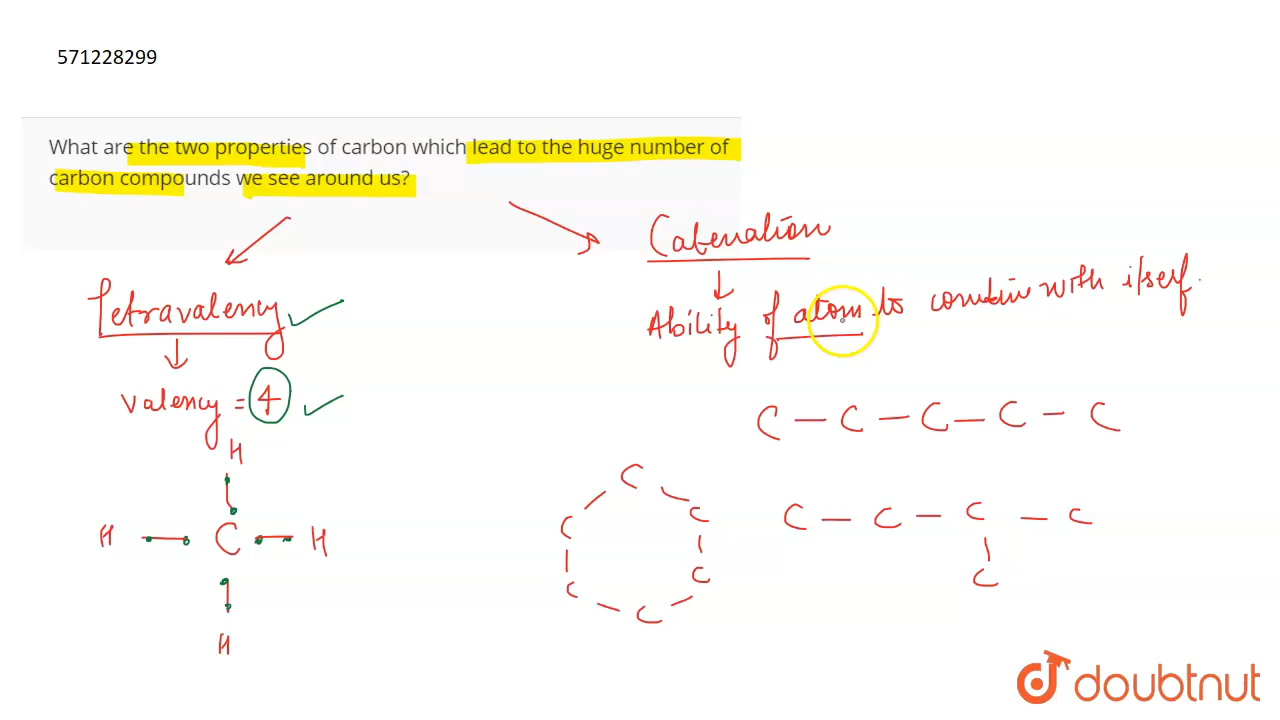 571228299
What are the two properties of carbon which lead to the huge number of
carbon compounds we see around us?
Catenation
Tetravalency
Ability of atom to combine with itself.
valency = 4
H
H C H
H
C C C C C
C C C C
C
C
C C
C C
C
doubtnut